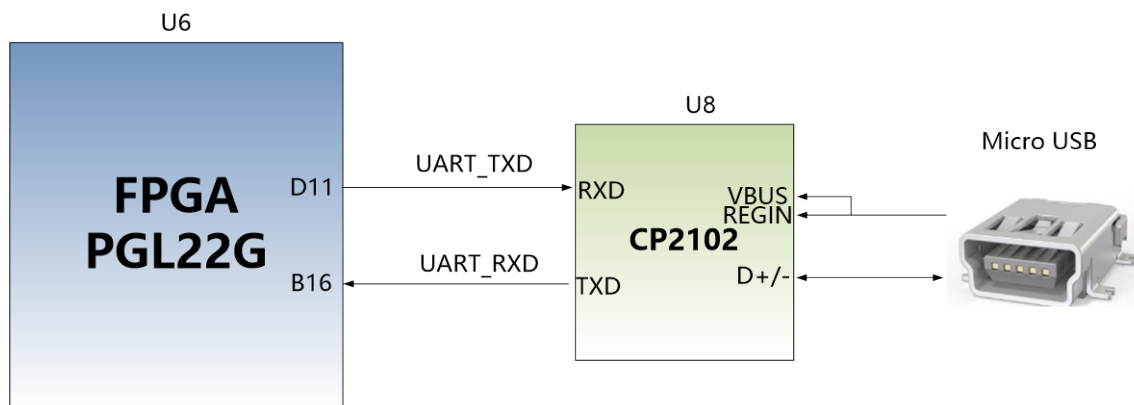 U6
FPGA
PGL22G
D11
B16
UART_TXD
UART_RXD
U8
RXD
TXD
CP2102
VBUS
REGIN
D+/-
Micro USB